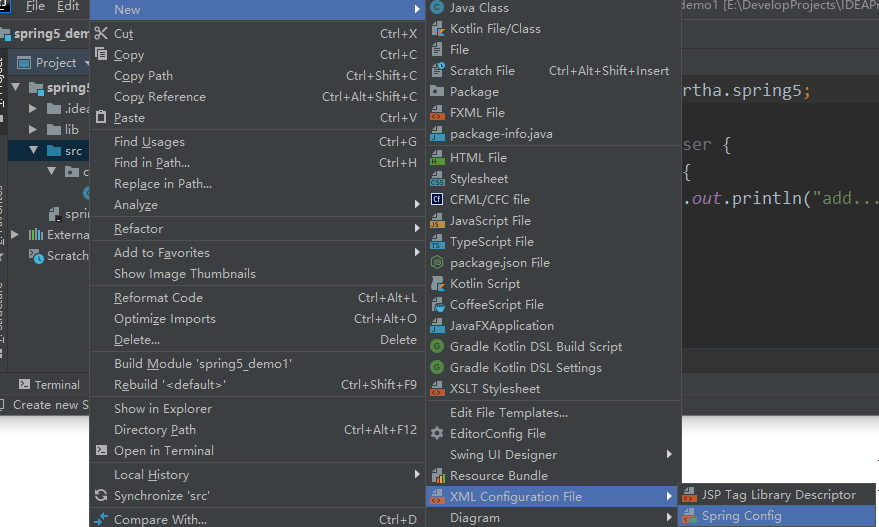 File Edit
spring5_dem
Project
spring5
.idea
lib
src
c
sprin
Externa
Scratch
Terminal
Create new S
New
Cut Ctrl+X
Copy Ctrl+C
Copy Path Ctrl+Shift+C
Copy Reference Ctrl+Alt+Shift+C
Paste Ctrl+V
Find Usages Ctrl+G
Find in Path... Ctrl+H
Replace in Path...
Analyze
Refactor
Add to Favorites
Show Image Thumbnails
Reformat Code Ctrl+Alt+L
Optimize Imports Ctrl+Alt+O
Delete... Delete
Build Module 'spring5_demo1'
Rebuild '<default>' Ctrl+Shift+F9
Show in Explorer
Directory Path Ctrl+Alt+F12
Open in Terminal
Local History
Synchronize 'src'
Compare With... Ctrl+D
Java Class
Kotlin File/Class
File
Scratch File Ctrl+Alt+Shift+Insert
Package
FXML File
package-info.java
HTML File
Stylesheet
CFML/CFC file
JavaScript File
TypeScript File
package.json File
Kotlin Script
CoffeeScript File
JavaFXApplication
Gradle Kotlin DSL Build Script
Gradle Kotlin DSL Settings
XSLT Stylesheet
Edit File Templates...
EditorConfig File
Swing UI Designer
Resource Bundle
XML Configuration File
Diagram
JSP Tag Library Descriptor
Spring Config
demo1 [E:\DevelopProjects\IDEAPr
rtha.spring5;
ser {
{
.out.println("add...